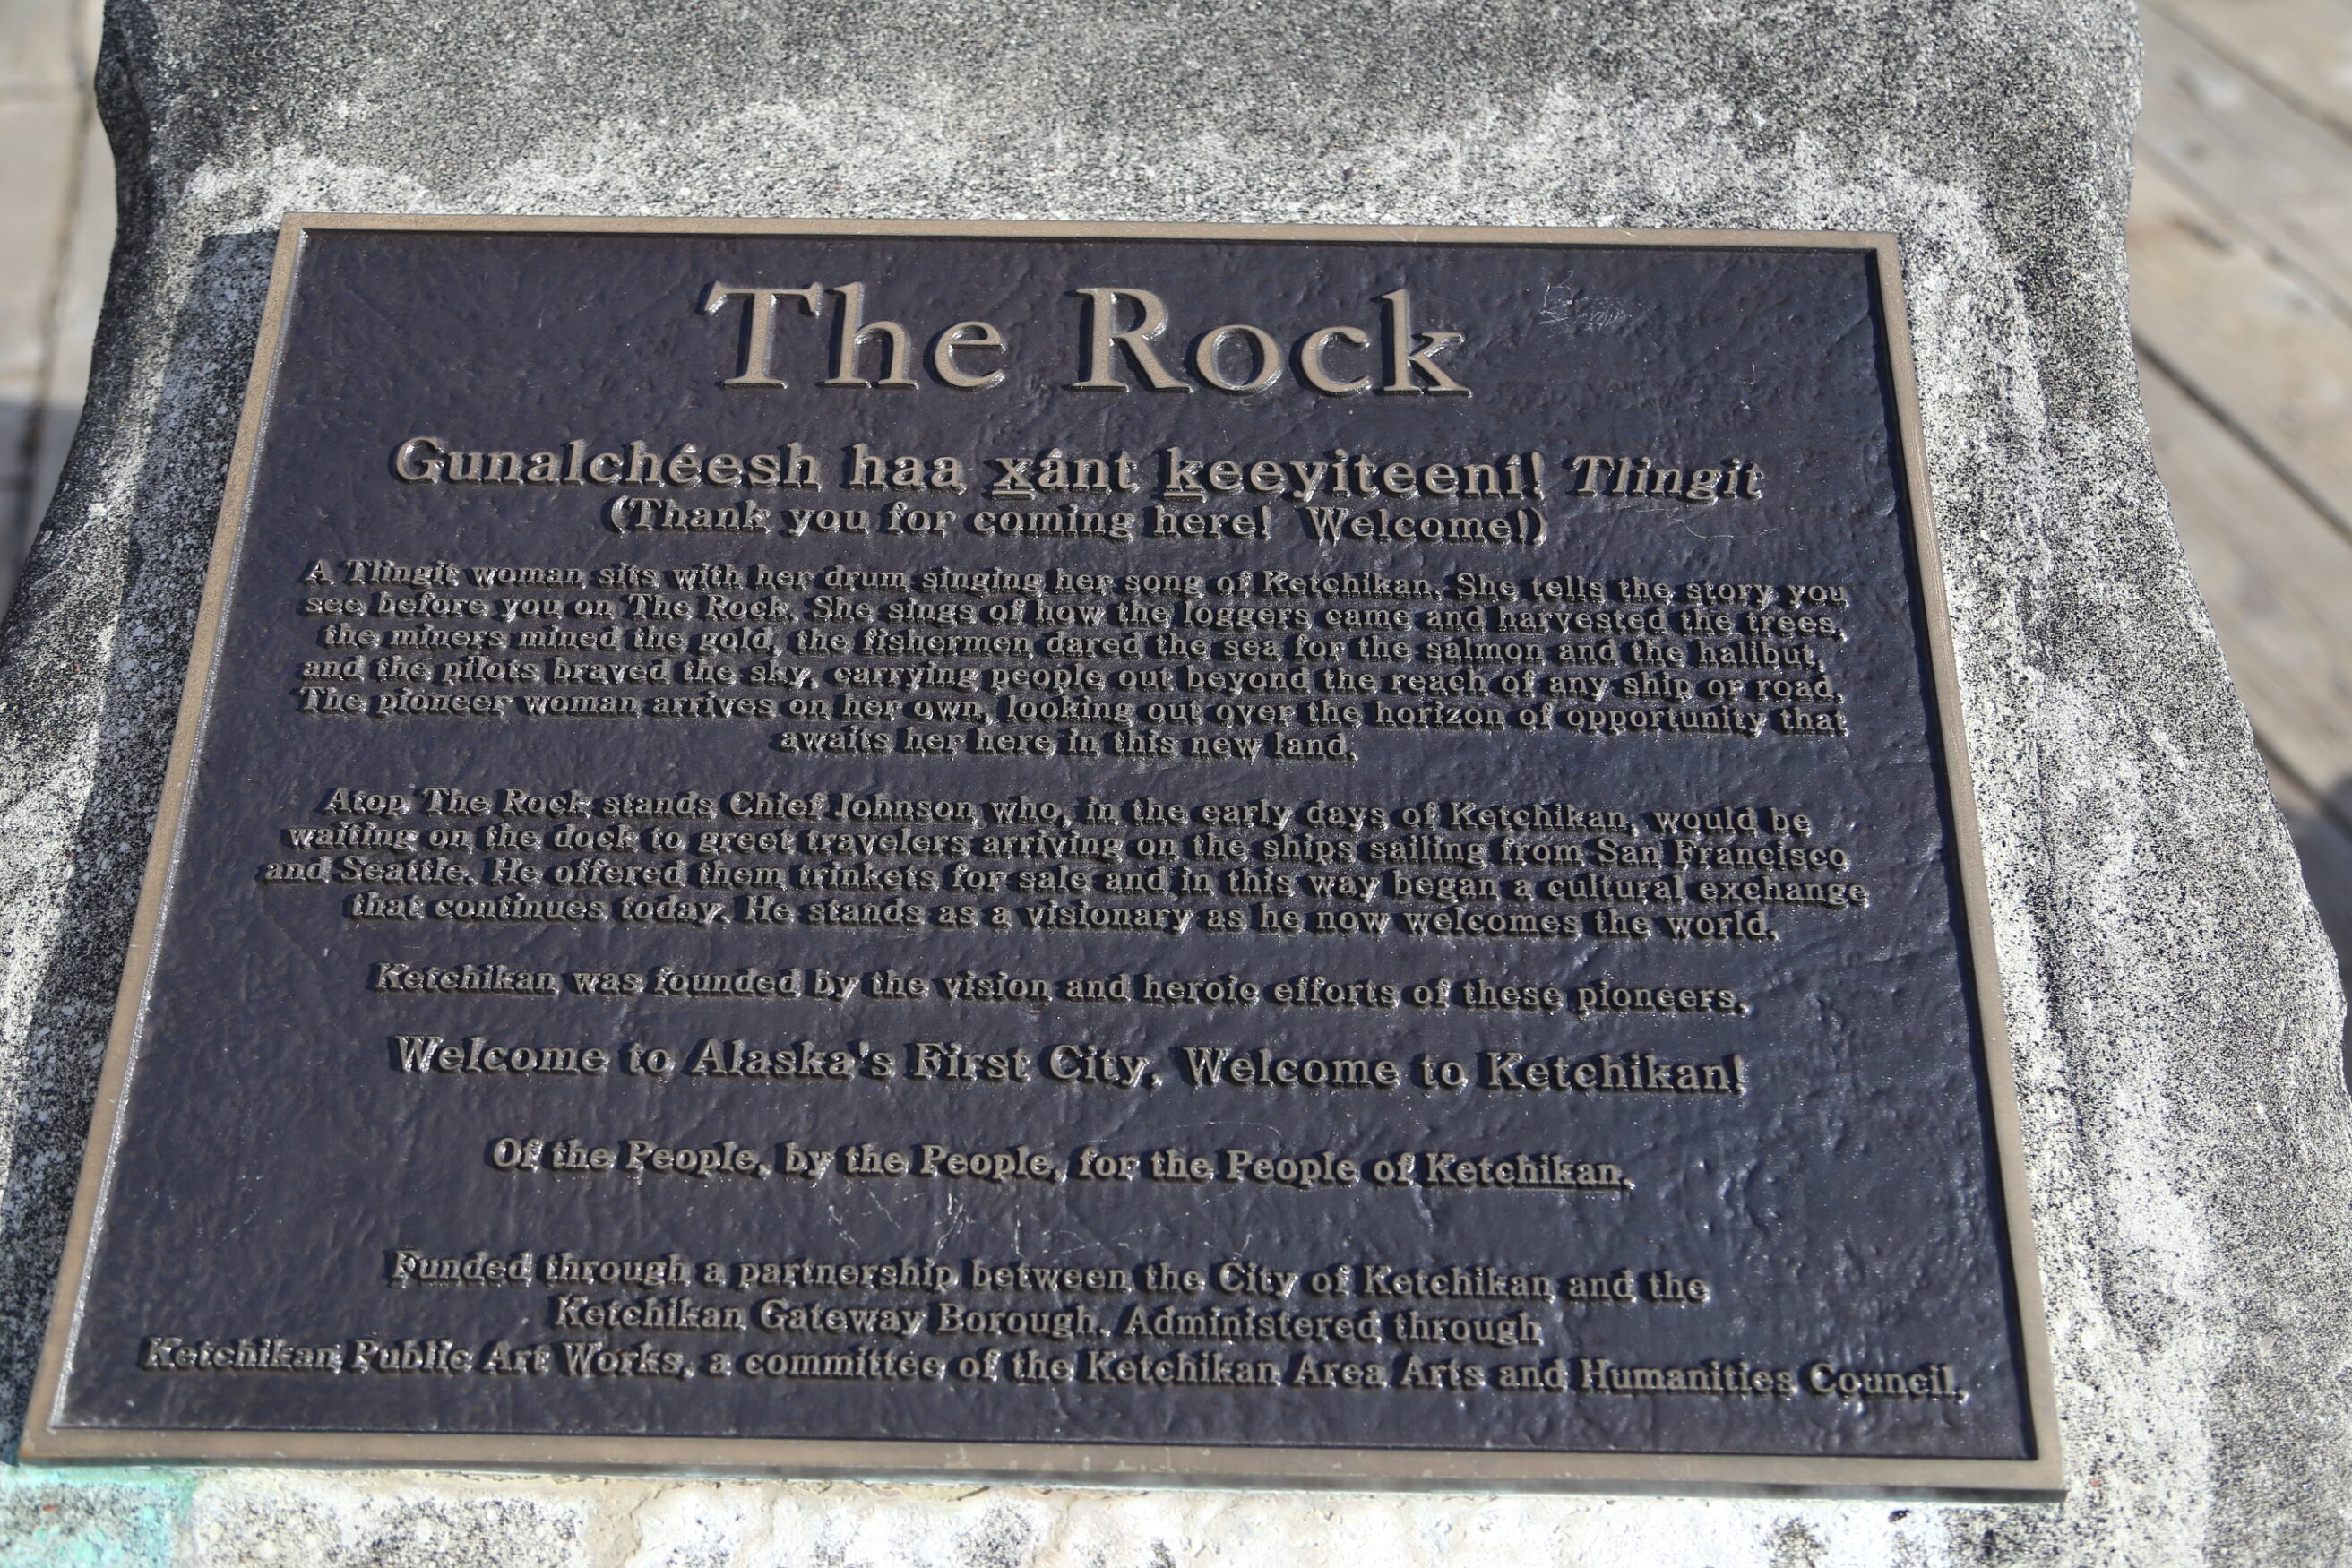 The Rock
Gunalchéesh haa x̲ánt k̲eeyiteení! Tlingit
(Thank you for coming here! Welcome!)
A Tlingit woman sits with her drum singing her song of Ketchikan. She tells the story you
see before you on The Rock. She sings of how the loggers came and harvested the trees,
the miners mined the gold, the fishermen dared the sea for the salmon and the halibut,
and the pilots braved the sky, carrying people out beyond the reach of any ship or road.
The pioneer woman arrives on her own, looking out over the horizon of opportunity that
awaits her here in this new land.
Atop The Rock stands Chief Johnson who, in the early days of Ketchikan, would be
waiting on the dock to greet travelers arriving on the ships sailing from San Francisco
and Seattle. He offered them trinkets for sale and in this way began a cultural exchange
that continues today. He stands as a visionary as he now welcomes the world.
Ketchikan was founded by the vision and heroic efforts of these pioneers.
Welcome to Alaska's First City, Welcome to Ketchikan!
Of the People, by the People, for the People of Ketchikan.
Funded through a partnership between the City of Ketchikan and the
Ketchikan Gateway Borough. Administered through
Ketchikan Public Art Works, a committee of the Ketchikan Area Arts and Humanities Council.